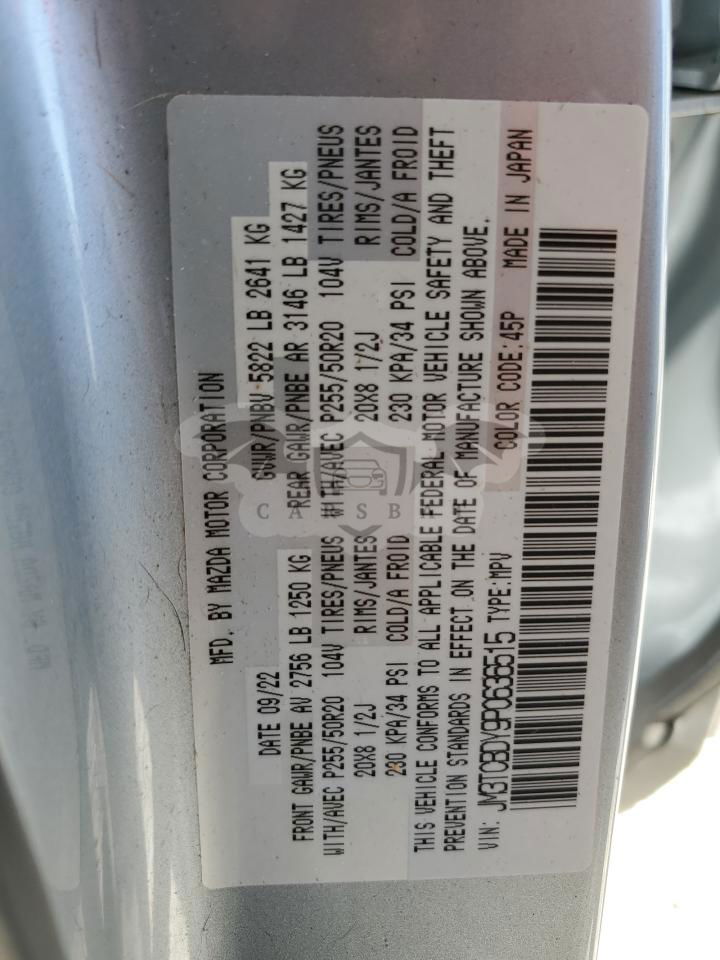 MFD. BY MAZDA MOTOR CORPORATION
DATE 09/22 GVWR/PNBV 5822 LB 2641 KG
FRONT GAWR/PNBE AV 2756 LB 1250 KG REAR GAWR/PNBE AR 3146 LB 1427 KG
WITH/AVEC P255/50R20 104V TIRES/PNEUS WITH/AVEC P255/50R20 104V TIRES/PNEUS
20X8 1/2J RIMS/JANTES 20X8 1/2J RIMS/JANTES
230 KPA/34 PSI COLD/A FROID 230 KPA/34 PSI COLD/A FROID
THIS VEHICLE CONFORMS TO ALL APPLICABLE FEDERAL MOTOR VEHICLE SAFETY AND THEFT
PREVENTION STANDARDS IN EFFECT ON THE DATE OF MANUFACTURE SHOWN ABOVE.
VIN: JM3TCBDY9P0636515 TYPE:MPV COLOR CODE:45P MADE IN JAPAN